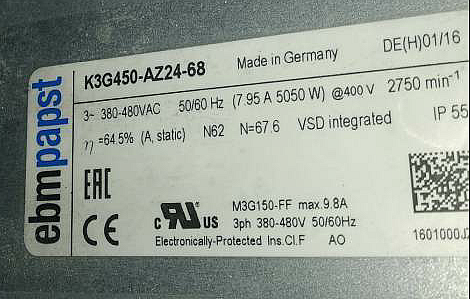 ebmpapst
K3G450-AZ24-68 Made in Germany DE(H)01/16
3~ 380-480VAC 50/60 Hz (7.95 A 5050 W) @400 V 2750 min⁻¹
η =64.5% (A, static) N62 N=67.6 VSD integrated IP 55
EAC
M3G150-FF max.9.8A
c RU US 3ph 380-480V 50/60Hz
CE Electronically-Protected Ins.Cl.F AO